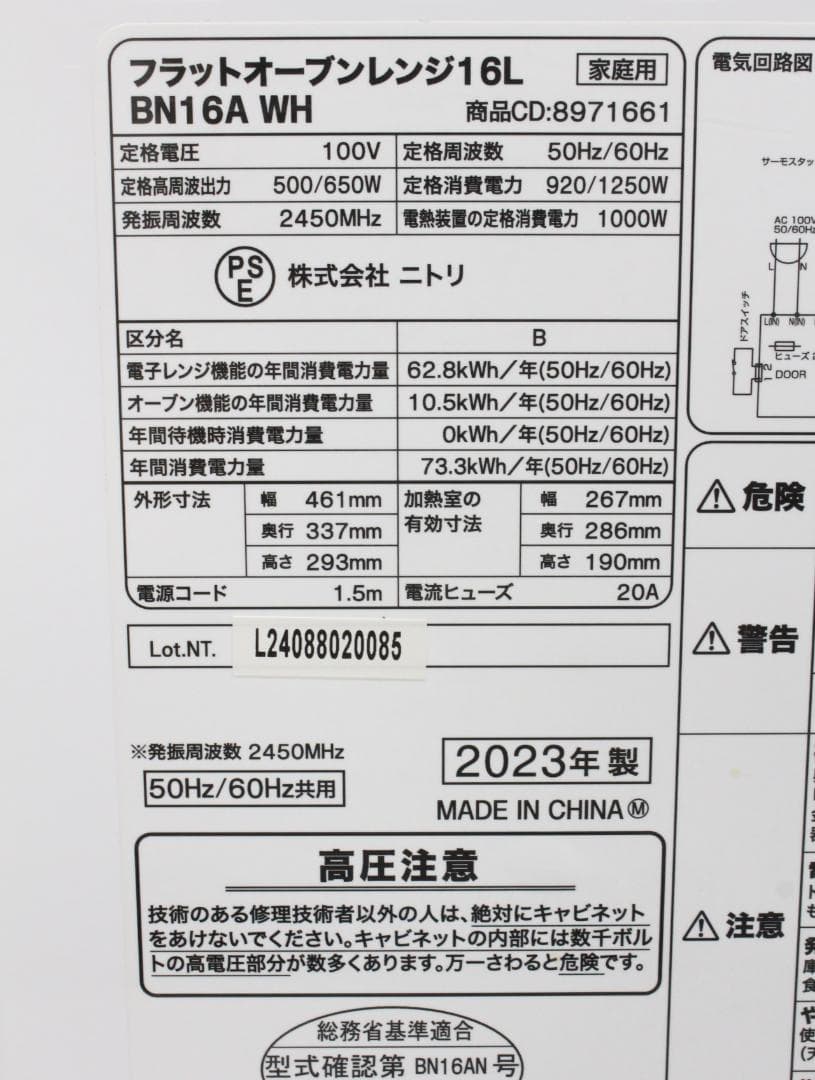 フラットオーブンレンジ16L 家庭用
BN16A WH 商品CD:8971661
定格電圧 100V 定格周波数 50Hz/60Hz
定格高周波出力 500/650W 定格消費電力 920/1250W
発振周波数 2450MHz 電熱装置の定格消費電力 1000W
PSE 株式会社 ニトリ
区分名 B
電子レンジ機能の年間消費電力量 62.8kWh/年(50Hz/60Hz)
オーブン機能の年間消費電力量 10.5kWh/年(50Hz/60Hz)
年間待機時消費電力量 0kWh/年(50Hz/60Hz)
年間消費電力量 73.3kWh/年(50Hz/60Hz)
外形寸法 幅 461mm 加熱室の 幅 267mm
奥行 337mm 有効寸法 奥行 286mm
高さ 293mm 高さ 190mm
電源コード 1.5m 電流ヒューズ 20A
Lot.NT. L24088020085
※発振周波数 2450MHz
50Hz/60Hz共用
2023年 製
MADE IN CHINA Ⓜ
高圧注意
技術のある修理技術者以外の人は、絶対にキャビネット
をあけないでください。キャビネットの内部には数千ボル
トの高電圧部分が数多くあります。万一さわると危険です。
総務省基準適合
型式確認第 BN16AN 号
電気回路図
サーモスタッ
AC 100V
50/60Hz
L N
L(IN) N(IN)
ドアスイッチ
ヒューズ
DOOR
1 2
危険
警告
注意